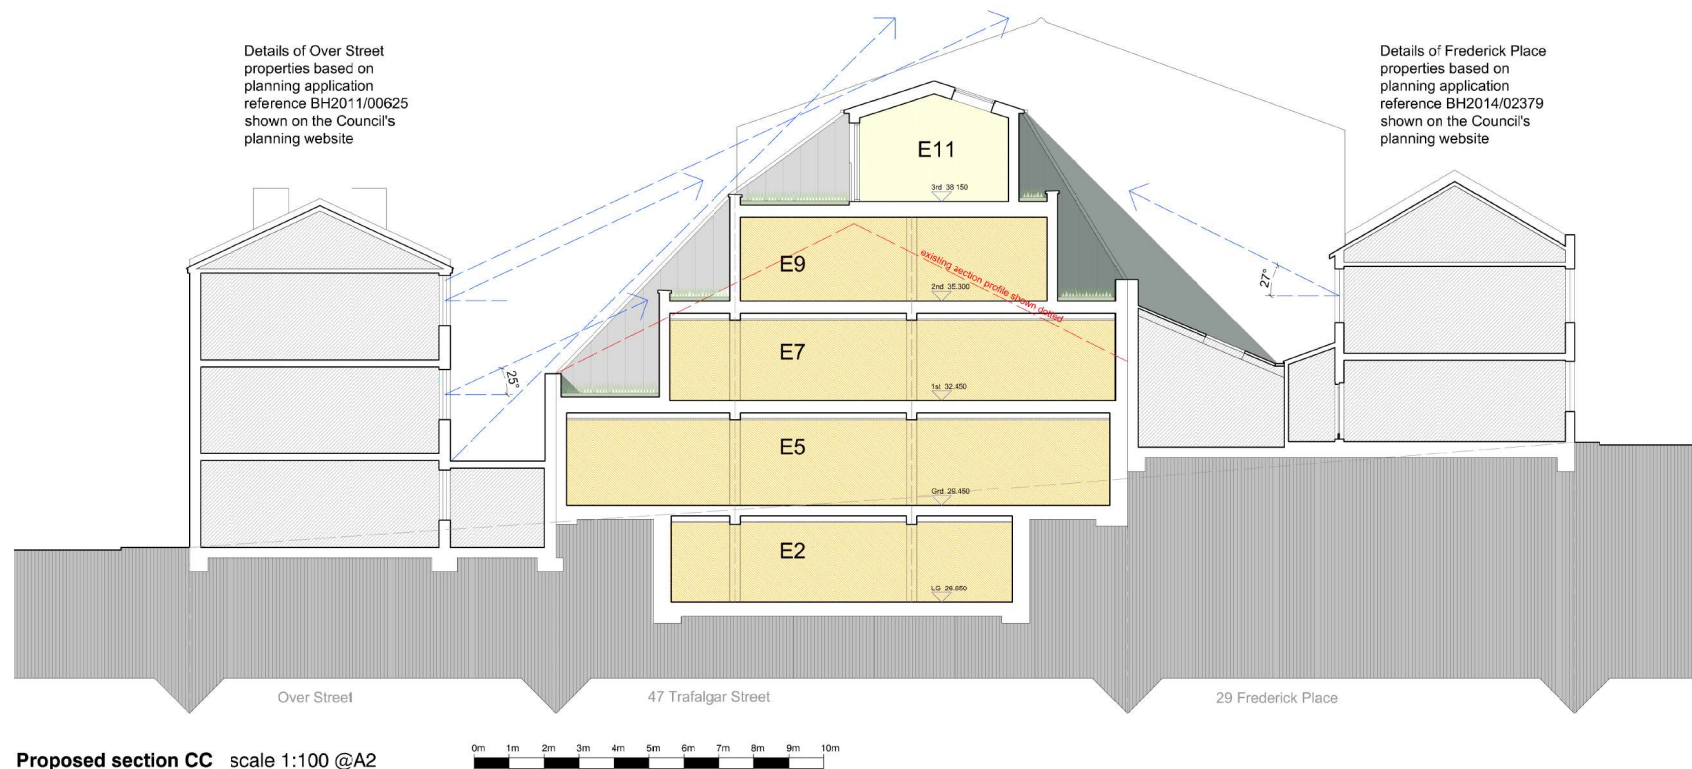 Details of Over Street
properties based on
planning application
reference BH2011/00625
shown on the Council's
planning website
Details of Frederick Place
properties based on
planning application
reference BH2014/02379
shown on the Council's
planning website
E11
3rd 38.150
E9
existing section profile shown dotted
2nd 35.300
27°
E7
25°
1st 32.450
E5
Grd 29.450
E2
LG 26.650
Over Street
47 Trafalgar Street
29 Frederick Place
Proposed section CC scale 1:100 @A2
0m 1m 2m 3m 4m 5m 6m 7m 8m 9m 10m